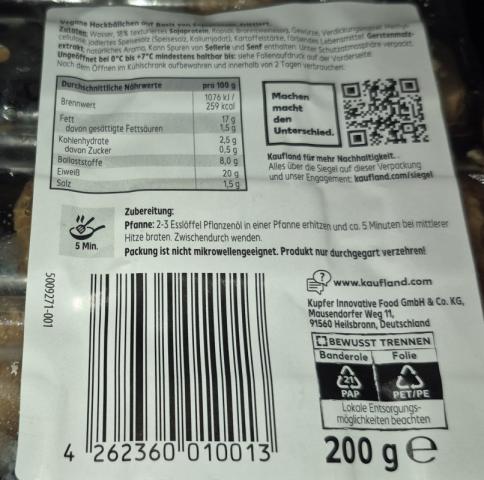 Vegane Hackbällchen auf Basis von
Zutaten: Wasser, 18% texturiertes Sojaprotein, Rapsöl, Branntweinessig, Gewürze,
cellulose, jodiertes Speisesalz (Speisesalz, Kaliumjodat), Kartoffelstärke, färbendes Lebensmittel Gerstenmalz-
extrakt, natürliches Aroma. Kann Spuren von Sellerie und Senf enthalten. Unter Schutzatmosphäre verpackt.
Ungeöffnet bei 0°C bis +7°C mindestens haltbar bis: siehe Folienaufdruck auf der Vorderseite.
Nach dem Öffnen im Kühlschrank aufbewahren und innerhalb von 2 Tagen verbrauchen.
Durchschnittliche Nährwerte pro 100 g
Brennwert 1076 kJ /
259 kcal
Fett 17 g
davon gesättigte Fettsäuren 1,5 g
Kohlenhydrate 2,5 g
davon Zucker 0,5 g
Ballaststoffe 8,0 g
Eiweiß 20 g
Salz 1,5 g
Machen
macht
den
Unterschied.
Kaufland für mehr Nachhaltigkeit.
Alles über die Siegel auf dieser Verpackung
und unser Engagement: kaufland.com/siegel
5 Min.
Zubereitung:
Pfanne: 2-3 Esslöffel Pflanzenöl in einer Pfanne erhitzen und ca. 5 Minuten bei mittlerer
Hitze braten. Zwischendurch wenden.
Packung ist nicht mikrowellengeeignet. Produkt nur durchgegart verzehren!
5009271-001
4 262360 010013
www.kaufland.com
Kupfer Innovative Food GmbH & Co. KG,
Mausendorfer Weg 11,
91560 Heilsbronn, Deutschland
BEWUSST TRENNEN
Banderole Folie
21
PAP PET/PE
Lokale Entsorgungs-
möglichkeiten beachten
200 g e